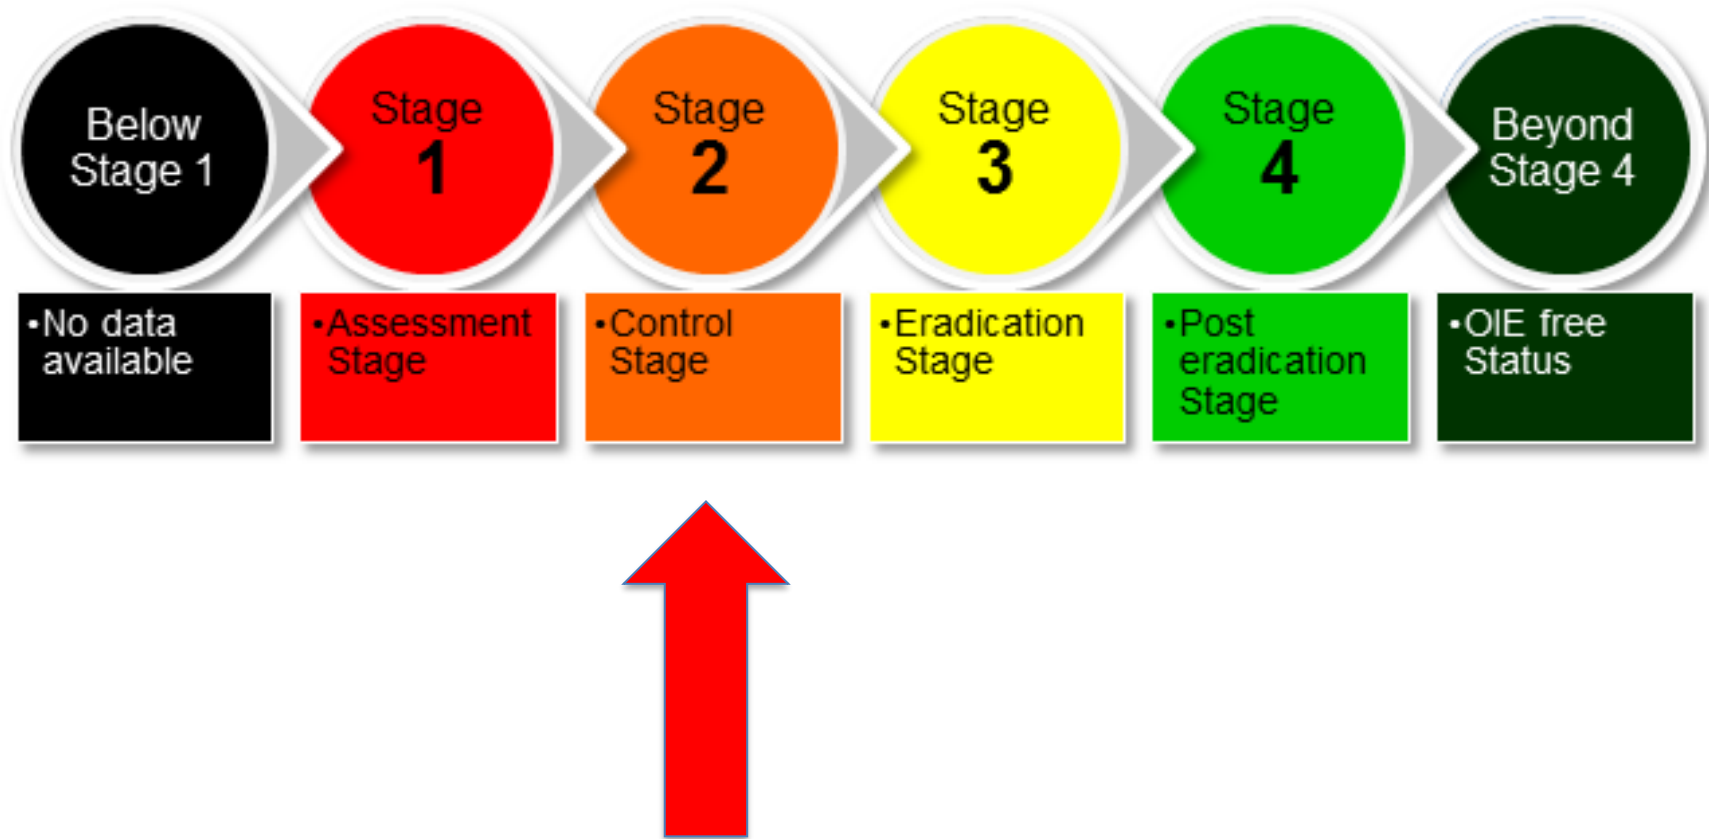 Below
Stage 1
Stage
1
Stage
2
Stage
3
Stage
4
Beyond
Stage 4
•No data
available
•Assessment
Stage
•Control
Stage
•Eradication
Stage
•Post
eradication
Stage
•OIE free
Status